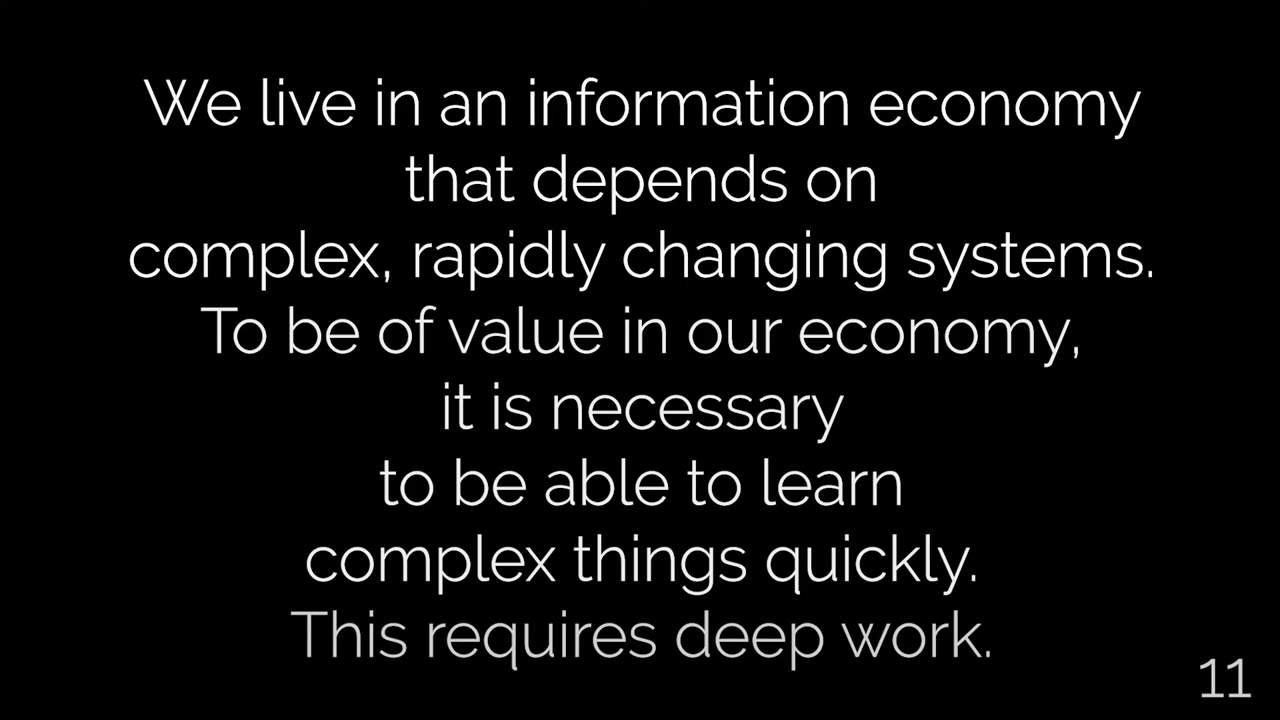 We live in an information economy
that depends on
complex, rapidly changing systems.
To be of value in our economy,
it is necessary
to be able to learn
complex things quickly.
This requires deep work.
11